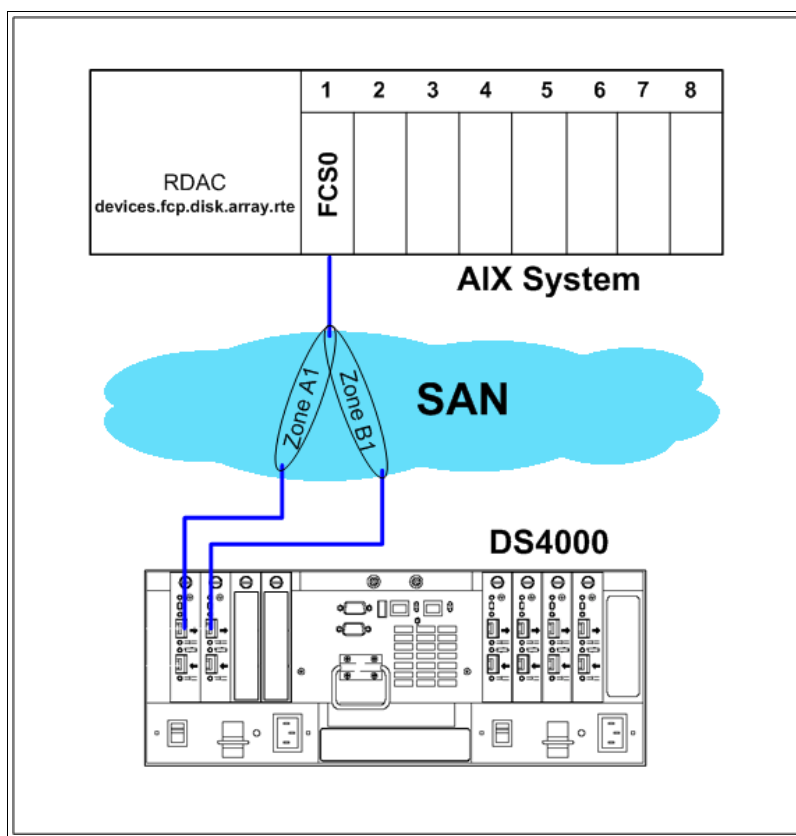 1 2 3 4 5 6 7 8
RDAC
devices.fcp.disk.array.rte
FCS0
AIX System
Zone A1
Zone B1
SAN
DS4000